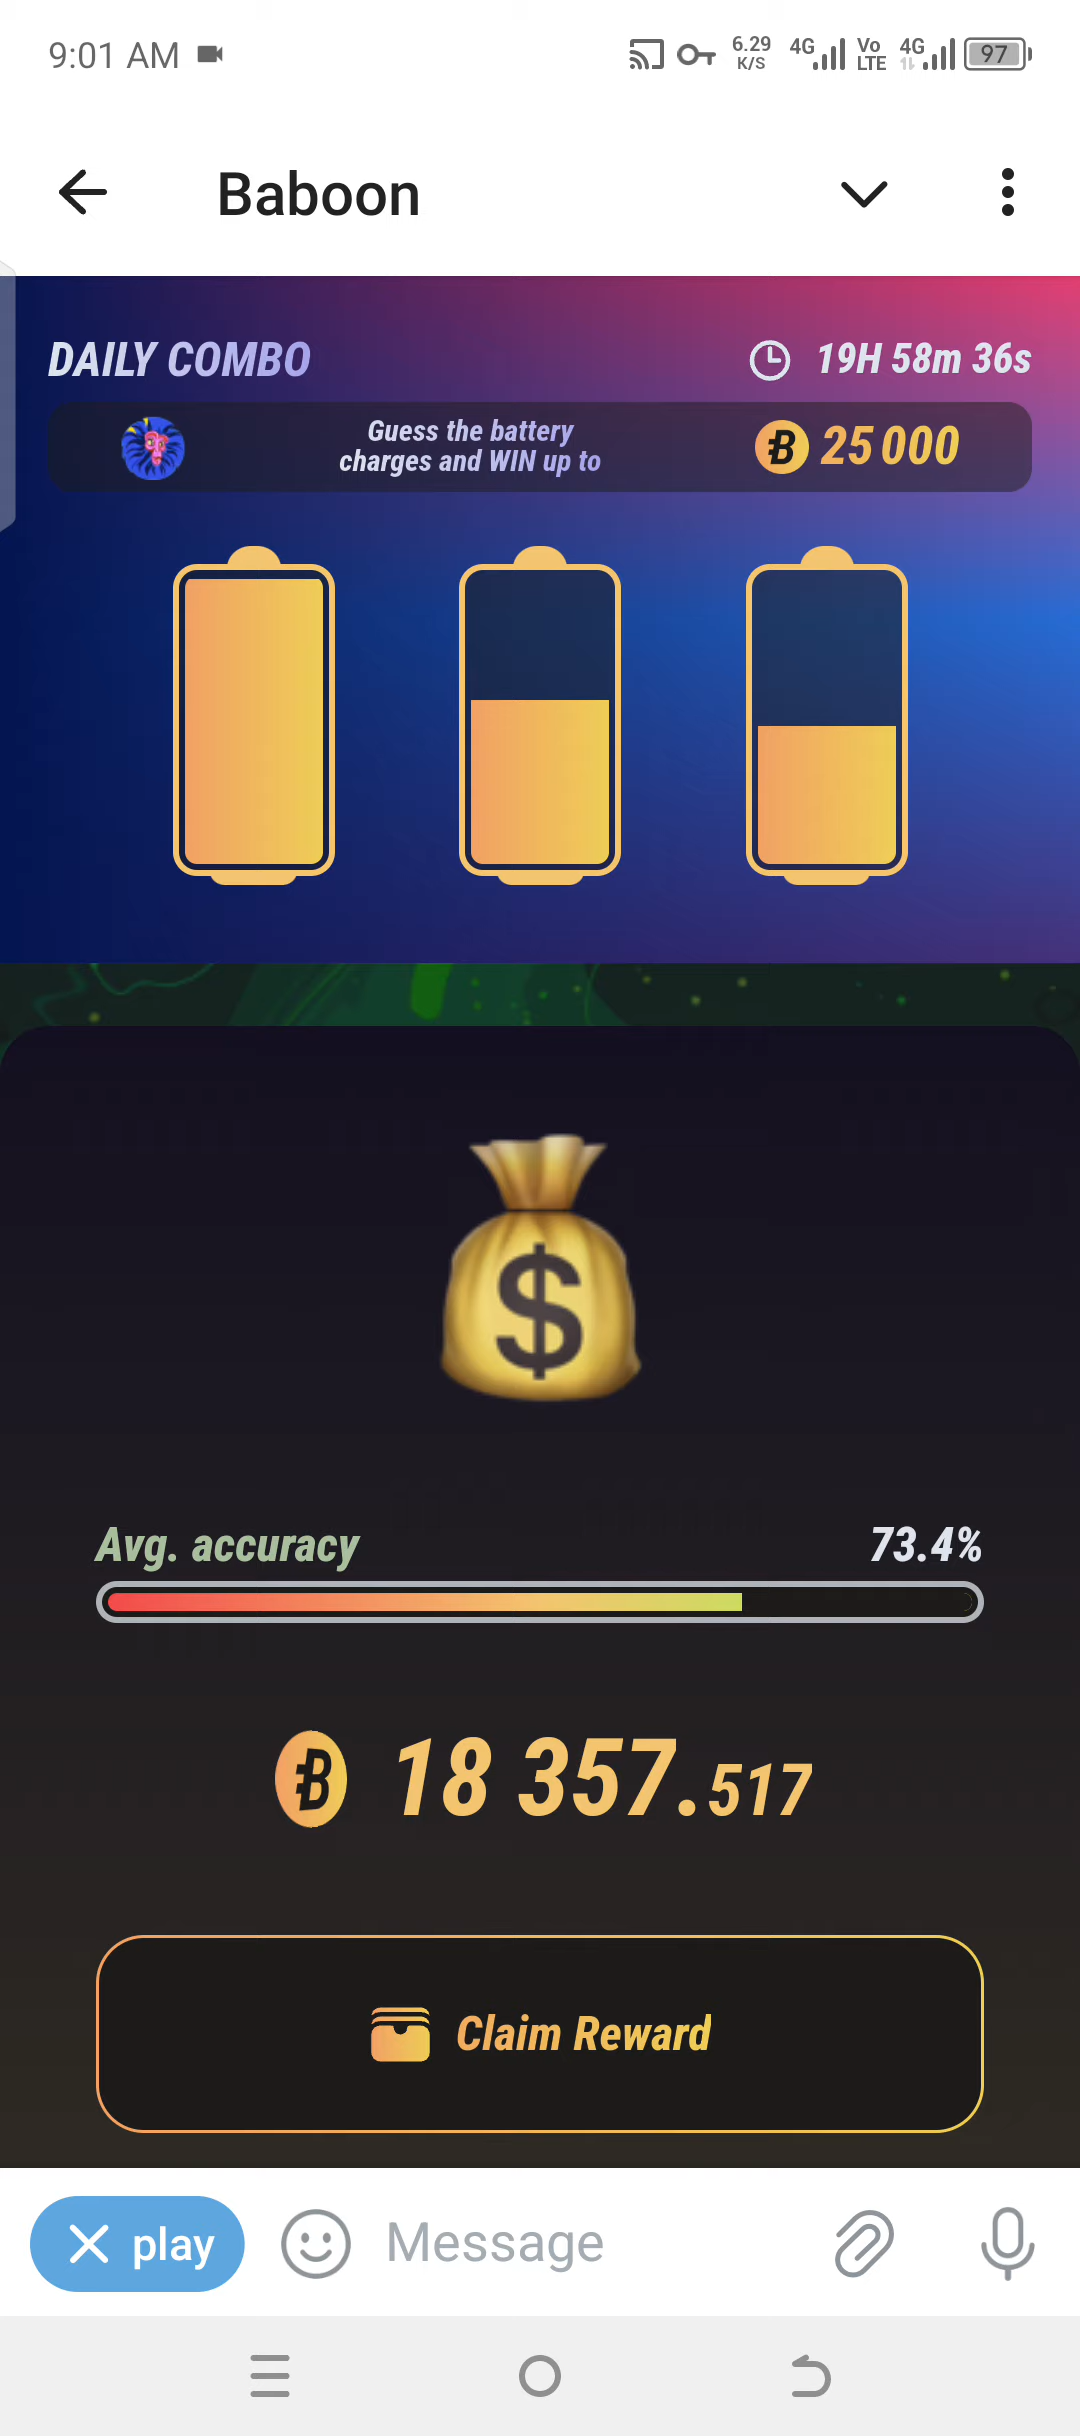 9:01 AM
6.29 K/S 4G Vo LTE 4G 97
Baboon
DAILY COMBO 19H 58m 36s
Guess the battery
charges and WIN up to
25 000
$
Avg. accuracy 73.4%
18 357.517
Claim Reward
play Message